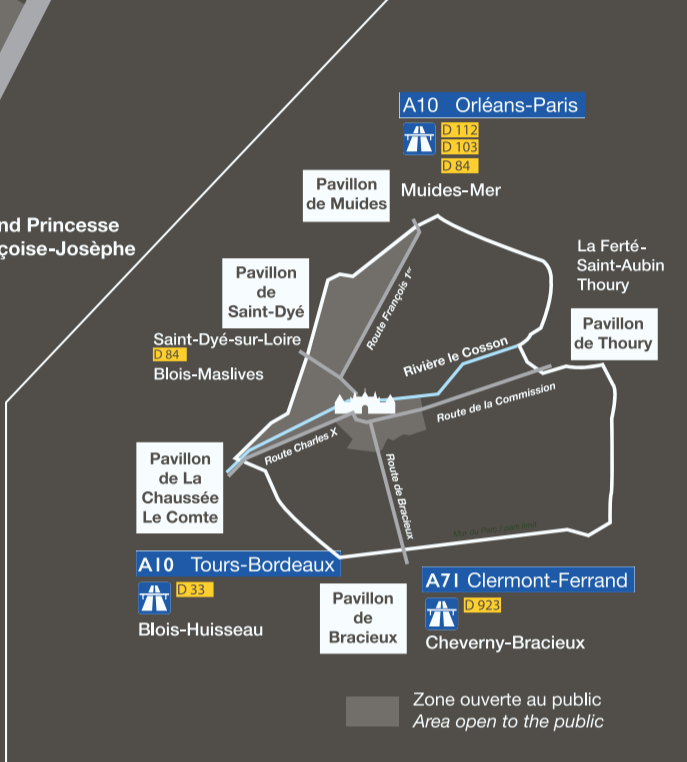 A10 Orléans-Paris
D 112
D 103
D 84
Muides-Mer
Pavillon
de Muides
nd Princesse
çoise-Josèphe
La Ferté-
Saint-Aubin
Thoury
Pavillon
de
Saint-Dyé
Route François 1er
Pavillon
de Thoury
Saint-Dyé-sur-Loire
D 84
Blois-Maslives
Rivière le Cosson
Route de la Commission
Route Charles X
Pavillon
de La
Chaussée
Le Comte
Route de Bracieux
A10 Tours-Bordeaux
D 33
Blois-Huisseau
Pavillon
de
Bracieux
A71 Clermont-Ferrand
D 923
Cheverny-Bracieux
Zone ouverte au public
Area open to the public